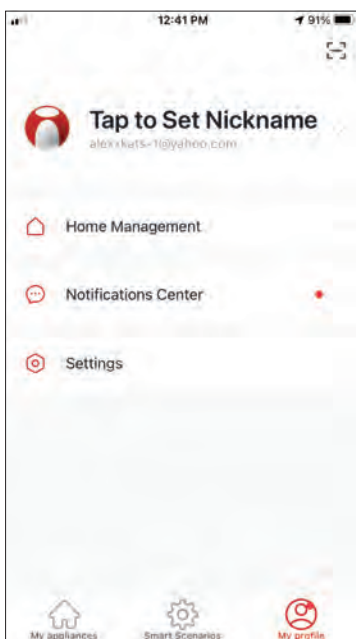 12:41 PM 91%
Tap to Set Nickname
Home Management
Notifications Center
Settings
My appliances Smart Scenarios My profile